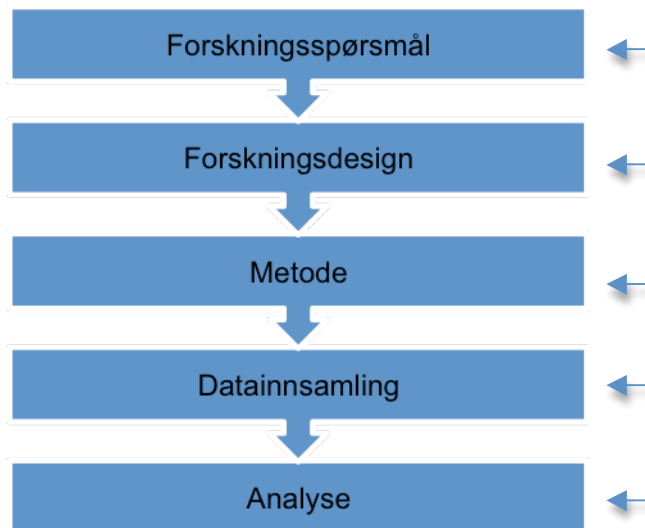 Forskningsspørsmål
Forskningsdesign
Metode
Datainnsamling
Analyse